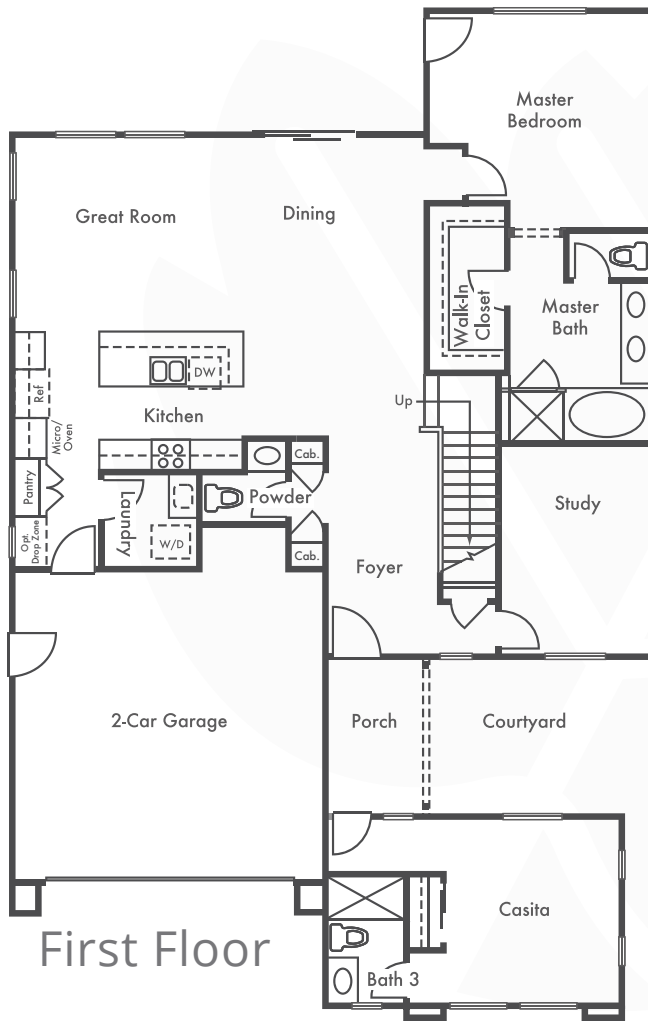 Master
Bedroom
Great Room
Dining
Walk-In
Closet
Master
Bath
DW
Ref
Up
Kitchen
Micro/
Oven
Cab.
Pantry
Laundry
Powder
Study
Opt.
Drop Zone
W/D
Cab.
Foyer
2-Car Garage
Porch
Courtyard
Casita
First Floor
Bath 3